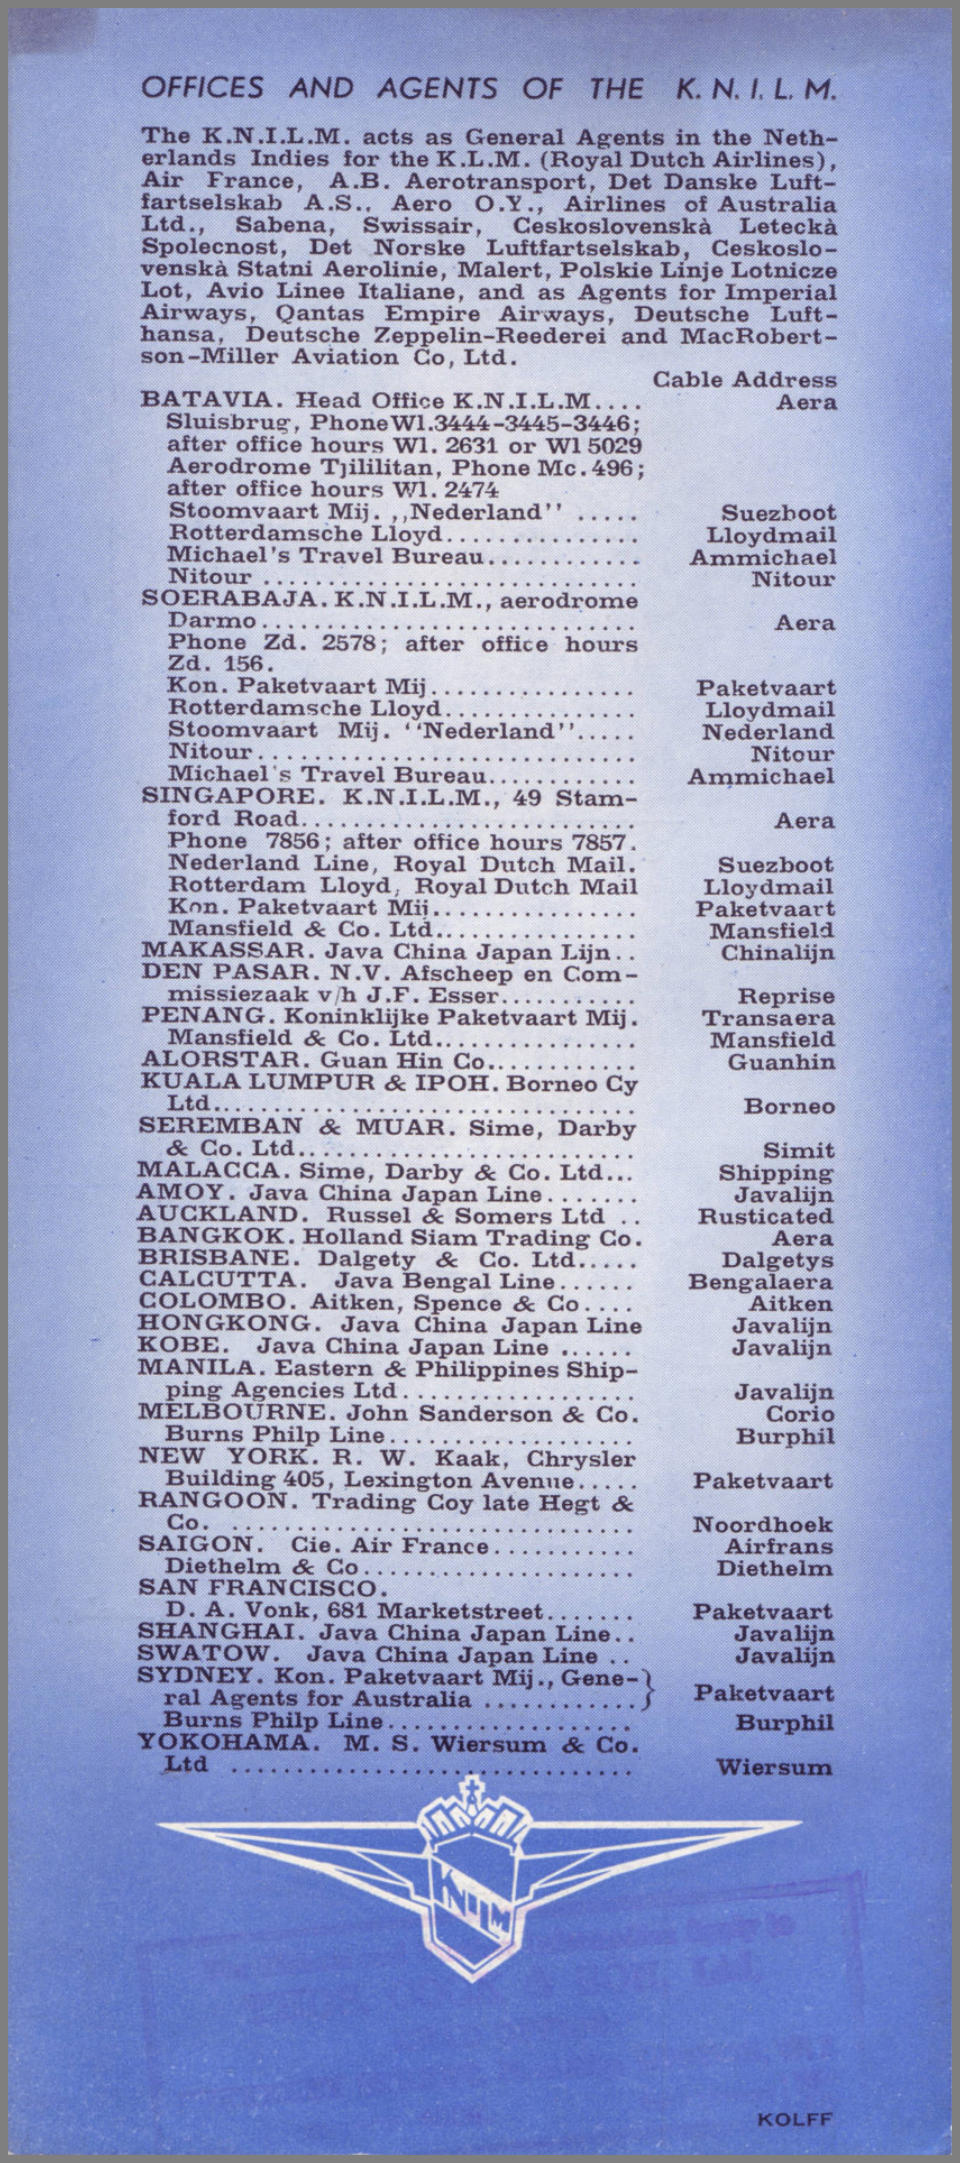 OFFICES AND AGENTS OF THE K. N. I. L. M.
The K.N.I.L.M. acts as General Agents in the Neth-
erlands Indies for the K.L.M. (Royal Dutch Airlines),
Air France, A.B. Aerotransport, Det Danske Luft-
fartselskab A.S., Aero O.Y., Airlines of Australia
Ltd., Sabena, Swissair, Ceskoslovenskà Leteckà
Spolecnost, Det Norske Luftfartselskab, Ceskoslo-
venskà Statni Aerolinie, Malert, Polskie Linje Lotnicze
Lot, Avio Linee Italiane, and as Agents for Imperial
Airways, Qantas Empire Airways, Deutsche Luft-
hansa, Deutsche Zeppelin-Reederei and MacRobert-
son-Miller Aviation Co, Ltd.
Cable Address
BATAVIA. Head Office K.N.I.L.M.... Aera
Sluisbrug, Phone Wl.3444-3445-3446;
after office hours Wl. 2631 or Wl 5029
Aerodrome Tjililitan, Phone Mc. 496;
after office hours Wl. 2474
Stoomvaart Mij. ,,Nederland'' ..... Suezboot
Rotterdamsche Lloyd............... Lloydmail
Michael's Travel Bureau............ Ammichael
Nitour ............................. Nitour
SOERABAJA. K.N.I.L.M., aerodrome
Darmo............................. Aera
Phone Zd. 2578; after office hours
Zd. 156.
Kon. Paketvaart Mij................ Paketvaart
Rotterdamsche Lloyd............... Lloydmail
Stoomvaart Mij. ''Nederland''..... Nederland
Nitour............................. Nitour
Michael's Travel Bureau............ Ammichael
SINGAPORE. K.N.I.L.M., 49 Stam-
ford Road.......................... Aera
Phone 7856; after office hours 7857.
Nederland Line, Royal Dutch Mail. Suezboot
Rotterdam Lloyd, Royal Dutch Mail Lloydmail
Kon. Paketvaart Mij................ Paketvaart
Mansfield & Co. Ltd................ Mansfield
MAKASSAR. Java China Japan Lijn.. Chinalijn
DEN PASAR. N.V. Afscheep en Com-
missiezaak v/h J.F. Esser........... Reprise
PENANG. Koninklijke Paketvaart Mij. Transaera
Mansfield & Co. Ltd................ Mansfield
ALORSTAR. Guan Hin Co............ Guanhin
KUALA LUMPUR & IPOH. Borneo Cy
Ltd................................. Borneo
SEREMBAN & MUAR. Sime, Darby
& Co. Ltd.......................... Simit
MALACCA. Sime, Darby & Co. Ltd... Shipping
AMOY. Java China Japan Line....... Javalijn
AUCKLAND. Russel & Somers Ltd .. Rusticated
BANGKOK. Holland Siam Trading Co. Aera
BRISBANE. Dalgety & Co. Ltd..... Dalgetys
CALCUTTA. Java Bengal Line...... Bengalaera
COLOMBO. Aitken, Spence & Co.... Aitken
HONGKONG. Java China Japan Line Javalijn
KOBE. Java China Japan Line ...... Javalijn
MANILA. Eastern & Philippines Ship-
ping Agencies Ltd.................. Javalijn
MELBOURNE. John Sanderson & Co. Corio
Burns Philp Line................... Burphil
NEW YORK. R. W. Kaak, Chrysler
Building 405, Lexington Avenue..... Paketvaart
RANGOON. Trading Coy late Hegt &
Co. ............................... Noordhoek
SAIGON. Cie. Air France........... Airfrans
Diethelm & Co..................... Diethelm
SAN FRANCISCO.
D. A. Vonk, 681 Marketstreet....... Paketvaart
SHANGHAI. Java China Japan Line.. Javalijn
SWATOW. Java China Japan Line .. Javalijn
SYDNEY. Kon. Paketvaart Mij., Gene-}
ral Agents for Australia ............ Paketvaart
Burns Philp Line................... Burphil
YOKOHAMA. M. S. Wiersum & Co.
Ltd ............................... Wiersum
KNILM
KOLFF